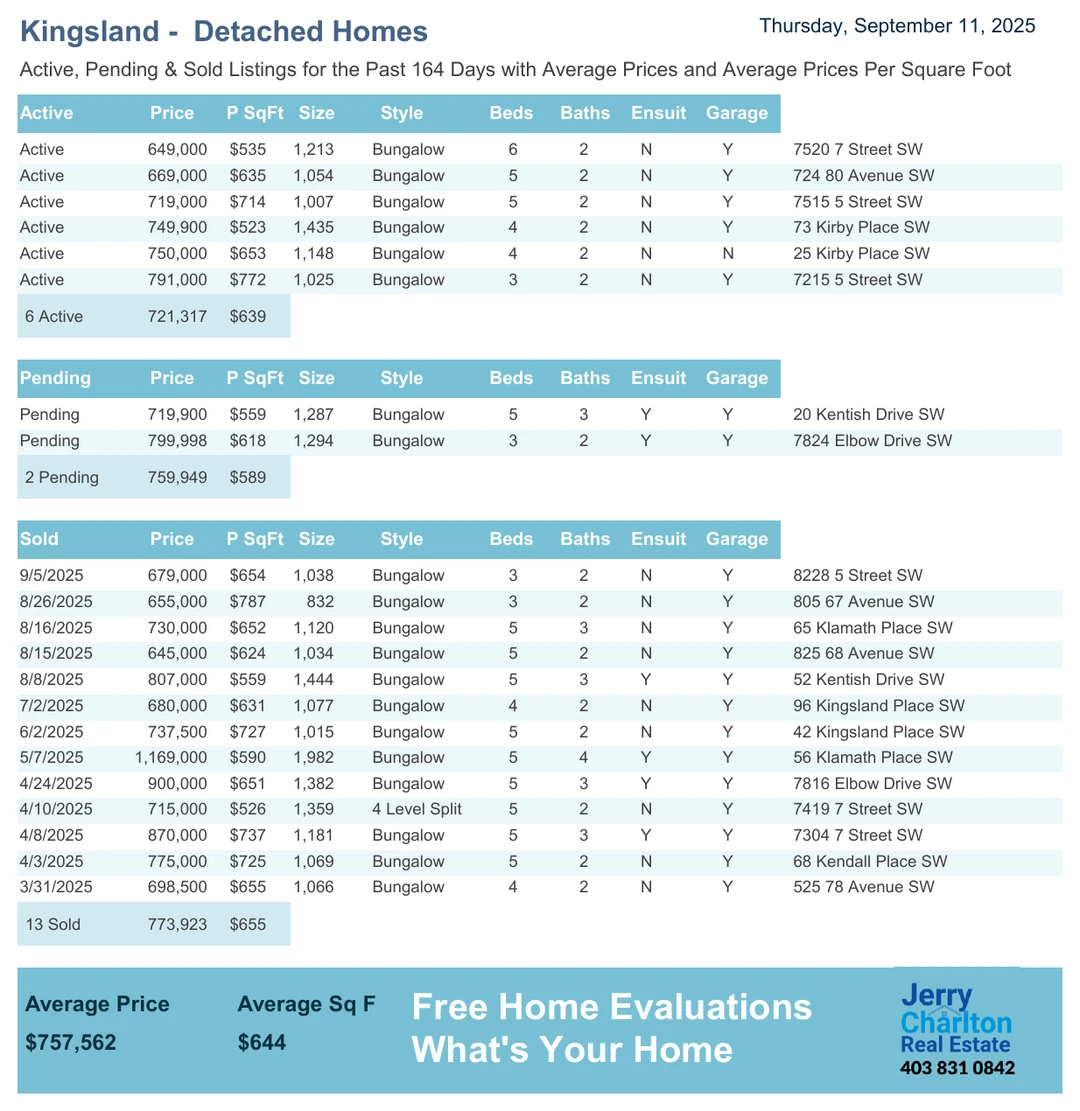 Kingsland -  Detached Homes
Thursday, September 11, 2025
Active, Pending & Sold Listings for the Past 164 Days with Average Prices and Average Prices Per Square Foot
Active Price P SqFt Size Style Beds Baths Ensuit Garage
Active 649,000 $535 1,213 Bungalow 6 2 N Y 7520 7 Street SW
Active 669,000 $635 1,054 Bungalow 5 2 N Y 724 80 Avenue SW
Active 719,000 $714 1,007 Bungalow 5 2 N Y 7515 5 Street SW
Active 749,900 $523 1,435 Bungalow 4 2 N Y 73 Kirby Place SW
Active 750,000 $653 1,148 Bungalow 4 2 N N 25 Kirby Place SW
Active 791,000 $772 1,025 Bungalow 3 2 N Y 7215 5 Street SW
6 Active 721,317 $639
Pending Price P SqFt Size Style Beds Baths Ensuit Garage
Pending 719,900 $559 1,287 Bungalow 5 3 Y Y 20 Kentish Drive SW
Pending 799,998 $618 1,294 Bungalow 3 2 Y Y 7824 Elbow Drive SW
2 Pending 759,949 $589
Sold Price P SqFt Size Style Beds Baths Ensuit Garage
9/5/2025 679,000 $654 1,038 Bungalow 3 2 N Y 8228 5 Street SW
8/26/2025 655,000 $787 832 Bungalow 3 2 N Y 805 67 Avenue SW
8/16/2025 730,000 $652 1,120 Bungalow 5 3 N Y 65 Klamath Place SW
8/15/2025 645,000 $624 1,034 Bungalow 5 2 N Y 825 68 Avenue SW
8/8/2025 807,000 $559 1,444 Bungalow 5 3 Y Y 52 Kentish Drive SW
7/2/2025 680,000 $631 1,077 Bungalow 4 2 N Y 96 Kingsland Place SW
6/2/2025 737,500 $727 1,015 Bungalow 5 2 N Y 42 Kingsland Place SW
5/7/2025 1,169,000 $590 1,982 Bungalow 5 4 Y Y 56 Klamath Place SW
4/24/2025 900,000 $651 1,382 Bungalow 5 3 Y Y 7816 Elbow Drive SW
4/10/2025 715,000 $526 1,359 4 Level Split 5 2 N Y 7419 7 Street SW
4/8/2025 870,000 $737 1,181 Bungalow 5 3 Y Y 7304 7 Street SW
4/3/2025 775,000 $725 1,069 Bungalow 5 2 N Y 68 Kendall Place SW
3/31/2025 698,500 $655 1,066 Bungalow 4 2 N Y 525 78 Avenue SW
13 Sold 773,923 $655
Average Price Average Sq F
$757,562 $644
Free Home Evaluations
What's Your Home
Jerry
Charlton
Real Estate
403 831 0842